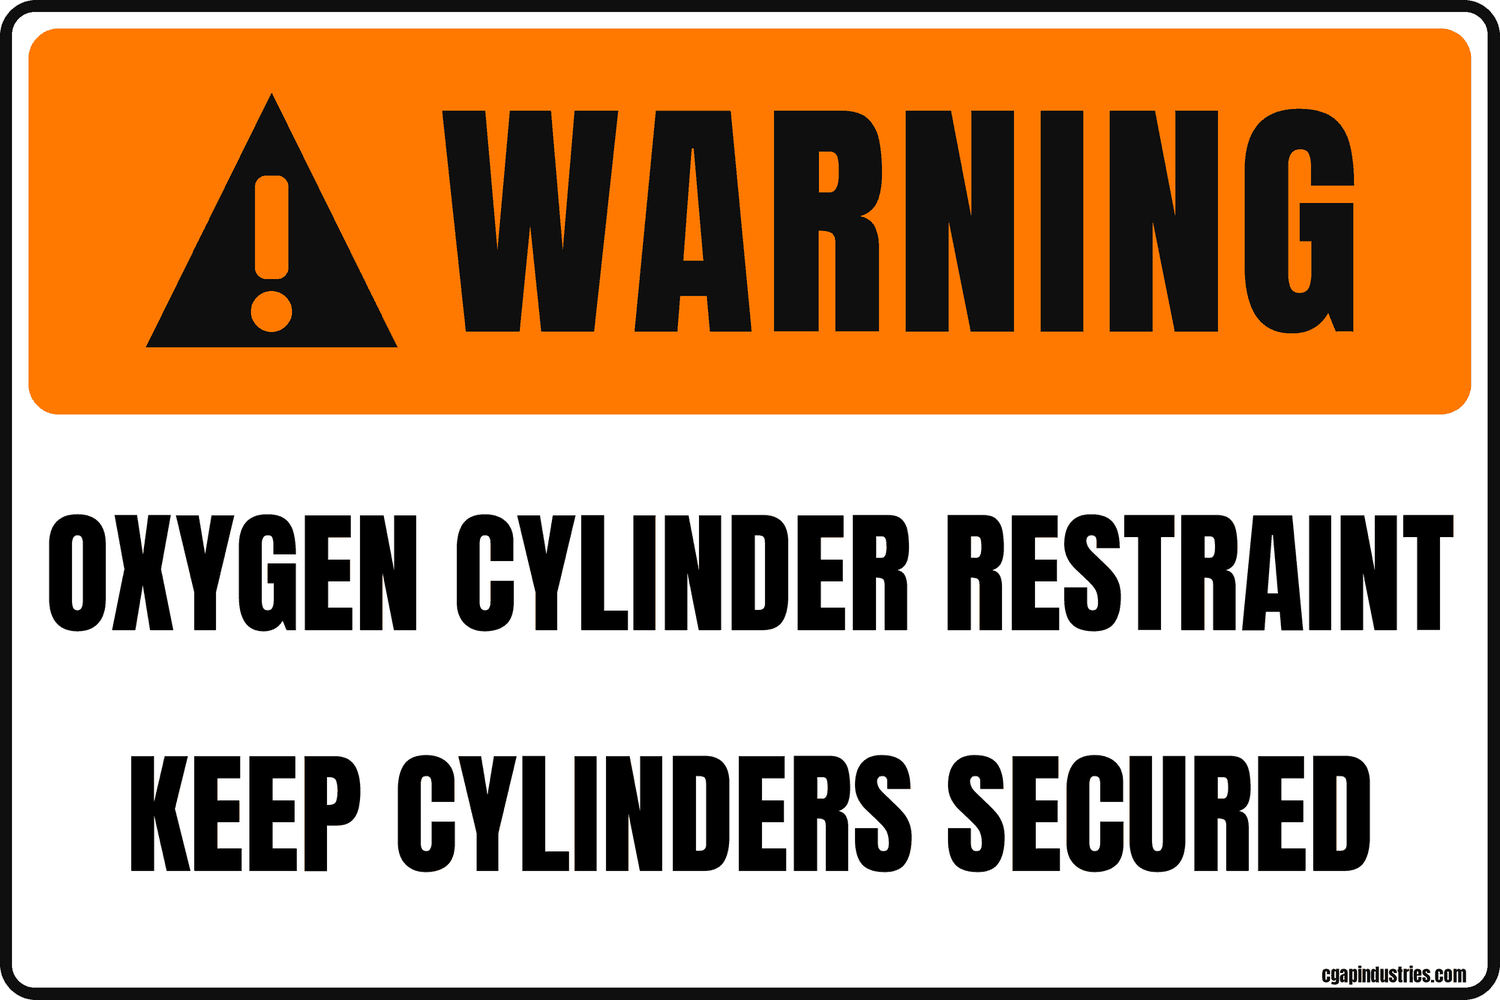 WARNING
OXYGEN CYLINDER RESTRAINT
KEEP CYLINDERS SECURED
cgapindustries.com